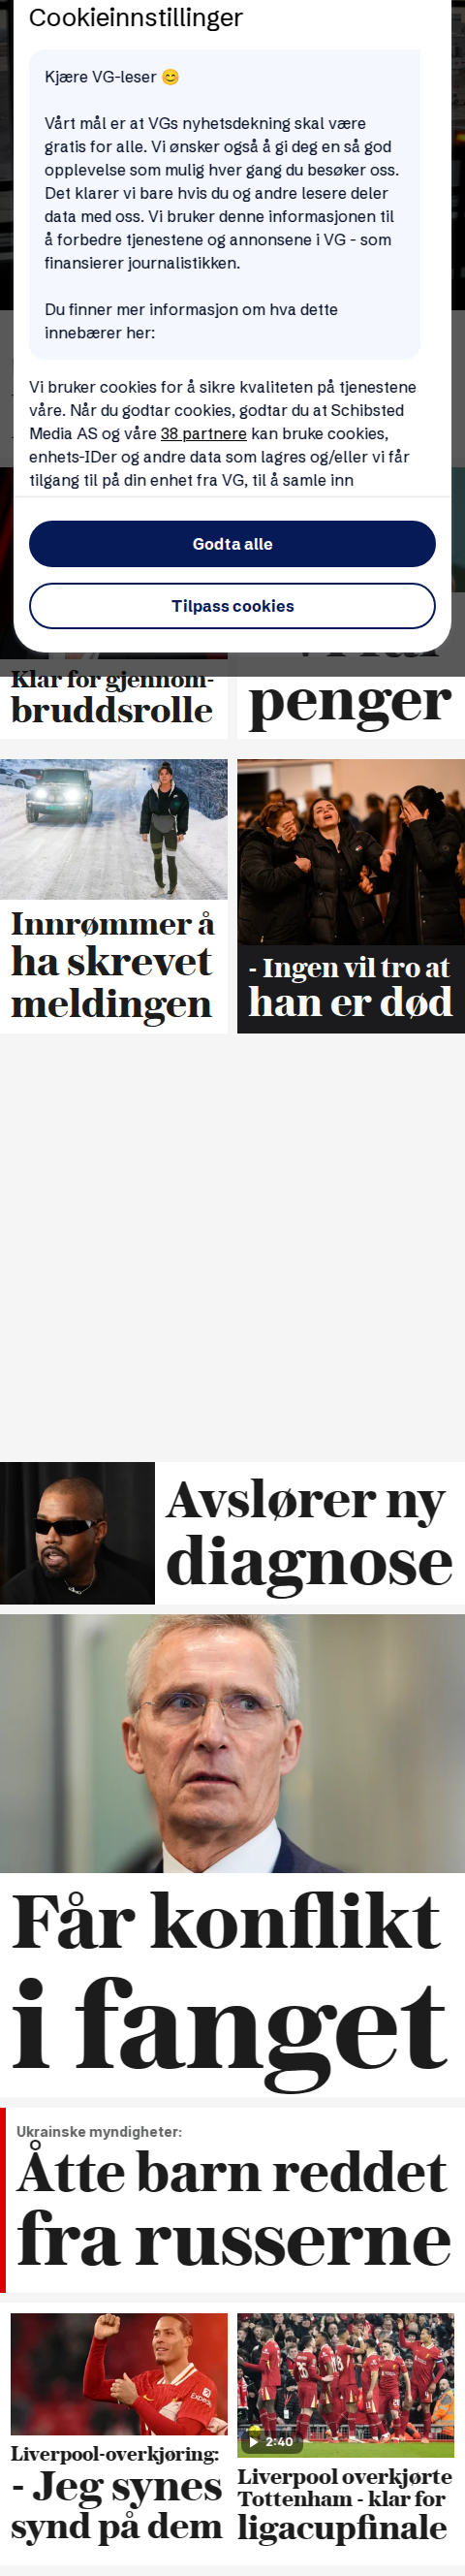 Cookieinnstillinger
Kjære VG-leser 😊
Vårt mål er at VGs nyhetsdekning skal være
gratis for alle. Vi ønsker også å gi deg en så god
opplevelse som mulig hver gang du besøker oss.
Det klarer vi bare hvis du og andre lesere deler
data med oss. Vi bruker denne informasjonen til
å forbedre tjenestene og annonsene i VG - som
finansierer journalistikken.
Du finner mer informasjon om hva dette
innebærer her:
Vi bruker cookies for å sikre kvaliteten på tjenestene
våre. Når du godtar cookies, godtar du at Schibsted
Media AS og våre 38 partnere kan bruke cookies,
enhets-IDer og andre data som lagres og/eller vi får
tilgang til på din enhet fra VG, til å samle inn
Godta alle
Tilpass cookies
Klar for gjennom-
bruddsrolle
penger
Innrømmer å
ha skrevet
meldingen
- Ingen vil tro at
han er død
Avslører ny
diagnose
Får konflikt
i fanget
Ukrainske myndigheter:
Åtte barn reddet
fra russerne
2:40
Liverpool-overkjøring:
- Jeg synes
synd på dem
Liverpool overkjørte
Tottenham - klar for
ligacupfinale